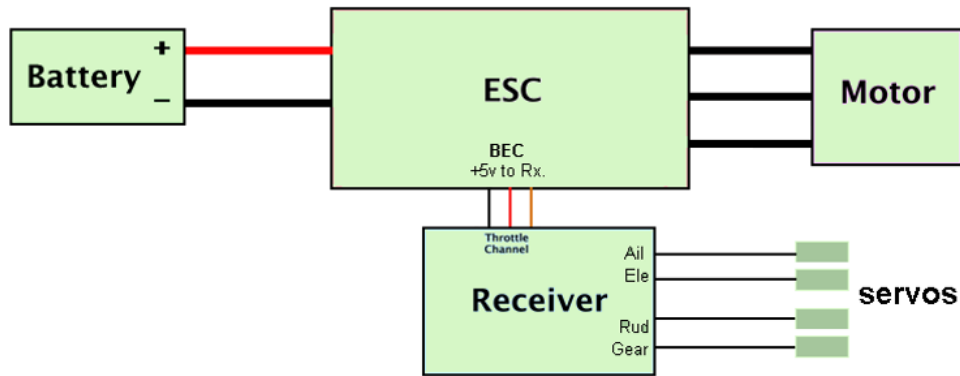 +
Battery
−
ESC
Motor
BEC
+5v to Rx.
Throttle
Channel
Receiver
Ail
Ele
Rud
Gear
servos